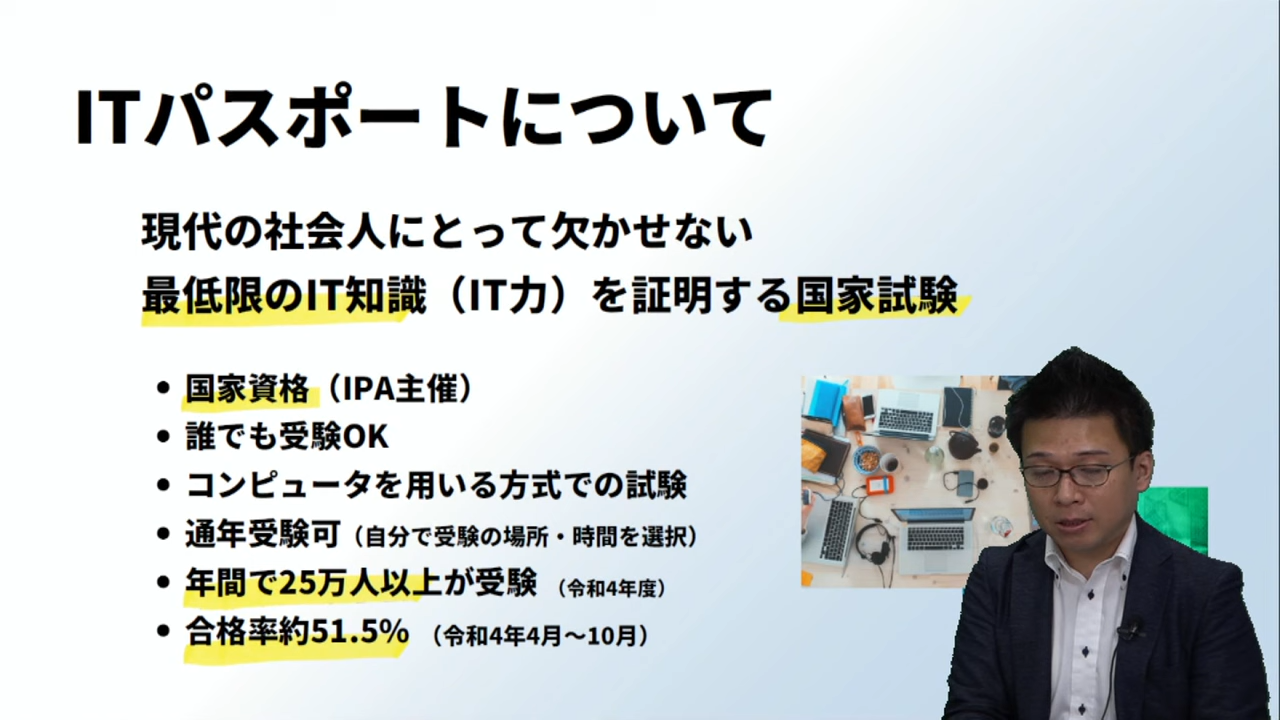 ITパスポートについて
現代の社会人にとって欠かせない
最低限のIT知識（IT力）を証明する国家試験
• 国家資格（IPA主催）
• 誰でも受験OK
• コンピュータを用いる方式での試験
• 通年受験可（自分で受験の場所・時間を選択）
• 年間で25万人以上が受験 （令和4年度）
• 合格率約51.5% （令和4年4月〜10月）